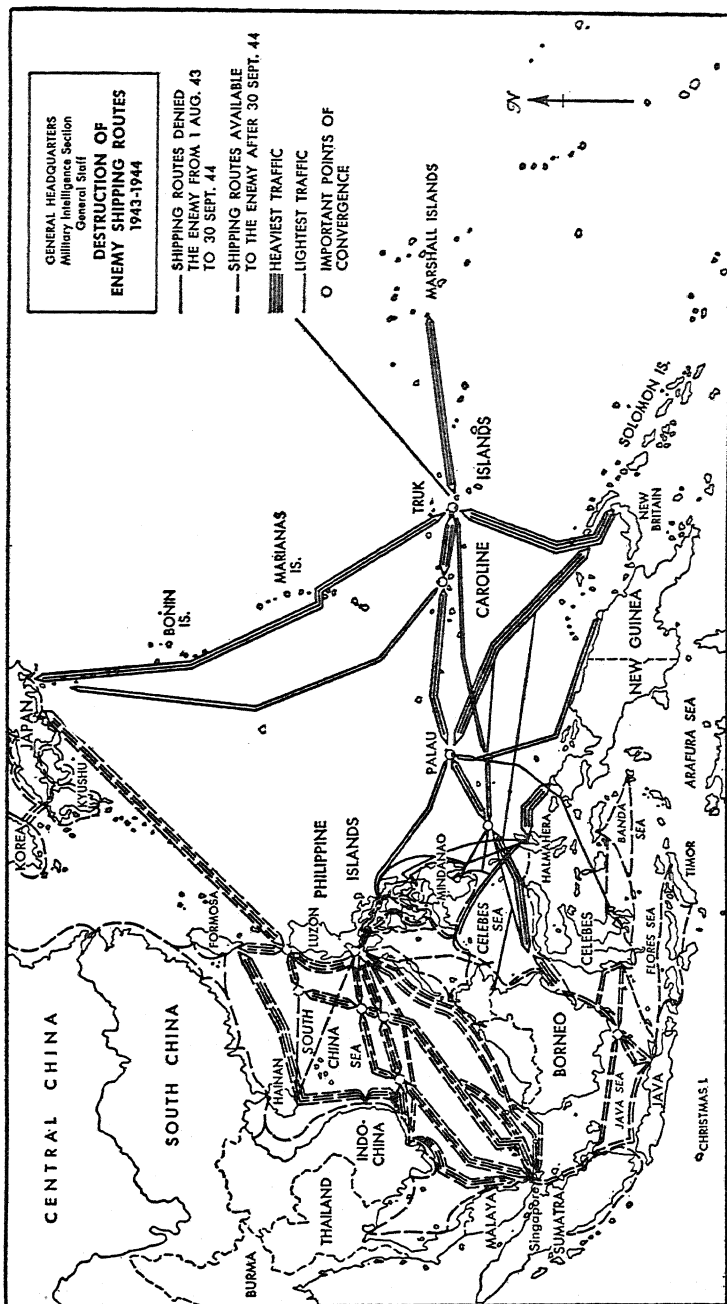 GENERAL HEADQUARTERS
Military Intelligence Section
General Staff
DESTRUCTION OF
ENEMY SHIPPING ROUTES
1943-1944
SHIPPING ROUTES DENIED
THE ENEMY FROM 1 AUG. 43
TO 30 SEPT. 44
SHIPPING ROUTES AVAILABLE
TO THE ENEMY AFTER 30 SEPT. 44
HEAVIEST TRAFFIC
LIGHTEST TRAFFIC
IMPORTANT POINTS OF
CONVERGENCE
N
CENTRAL CHINA
SOUTH CHINA
KOREA
JAPAN
KYUSHU
BONIN
IS.
MARIANAS
IS.
FORMOSA
HAINAN
BURMA
THAILAND
INDO-
CHINA
SOUTH
CHINA
SEA
LUZON
PHILIPPINE
ISLANDS
MINDANAO
PALAU
TRUK
CAROLINE
ISLANDS
MARSHALL ISLANDS
MALAYA
Singapore
SUMATRA
BORNEO
CELEBES
SEA
HALMAHERA
CELEBES
BANDA
SEA
NEW GUINEA
NEW
BRITAIN
SOLOMON IS.
JAVA SEA
JAVA
FLORES SEA
TIMOR
ARAFURA SEA
CHRISTMAS I.